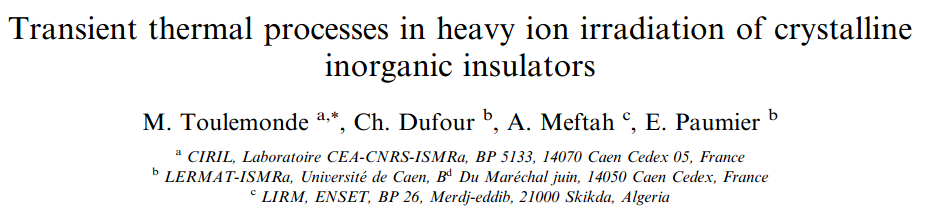 Transient thermal processes in heavy ion irradiation of crystalline
inorganic insulators
M. Toulemonde a,*, Ch. Dufour b, A. Meftah c, E. Paumier b
a CIRIL, Laboratoire CEA-CNRS-ISMRa, BP 5133, 14070 Caen Cedex 05, France
b LERMAT-ISMRa, Université de Caen, Bd Du Maréchal juin, 14050 Caen Cedex, France
c LIRM, ENSET, BP 26, Merdj-eddib, 21000 Skikda, Algeria